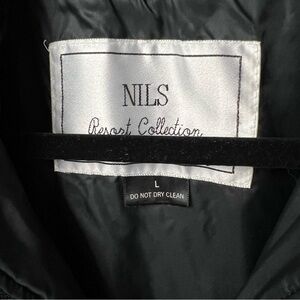 NILS
Resort Collection
L
DO NOT DRY CLEAN